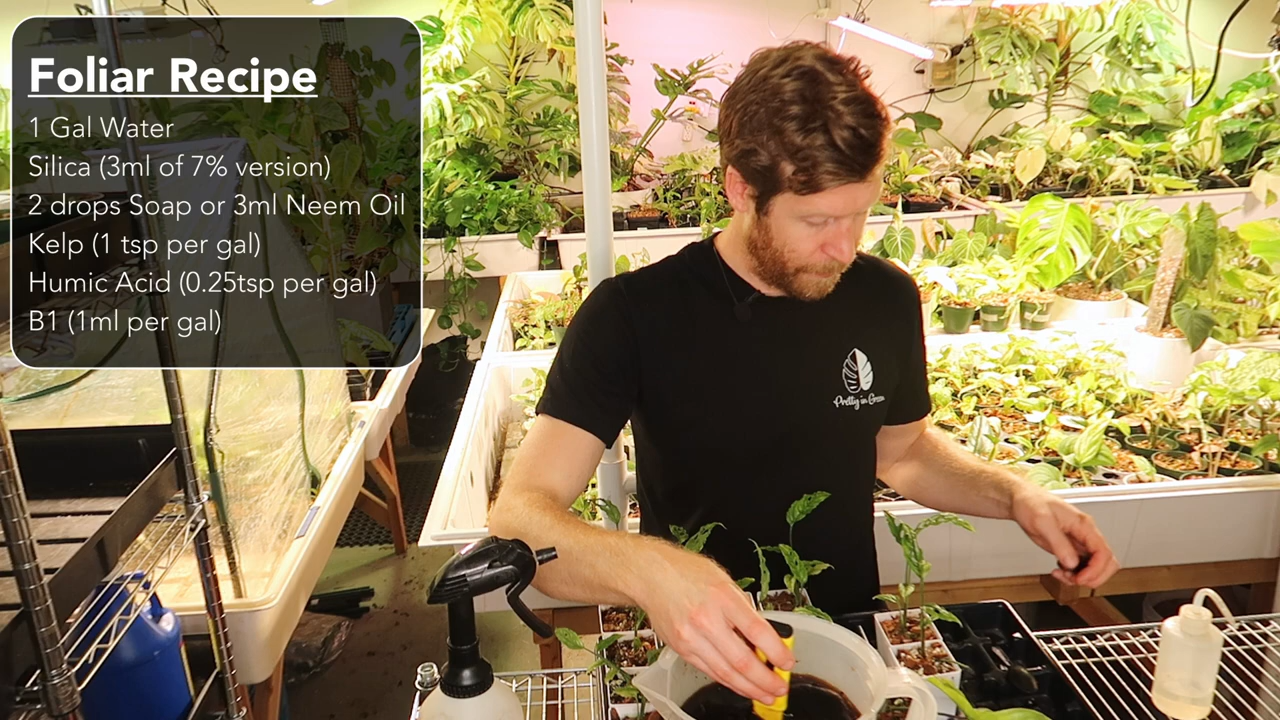 Foliar Recipe
1 Gal Water
Silica (3ml of 7% version)
2 drops Soap or 3ml Neem Oil
Kelp (1 tsp per gal)
Humic Acid (0.25tsp per gal)
B1 (1ml per gal)
Pretty in Green